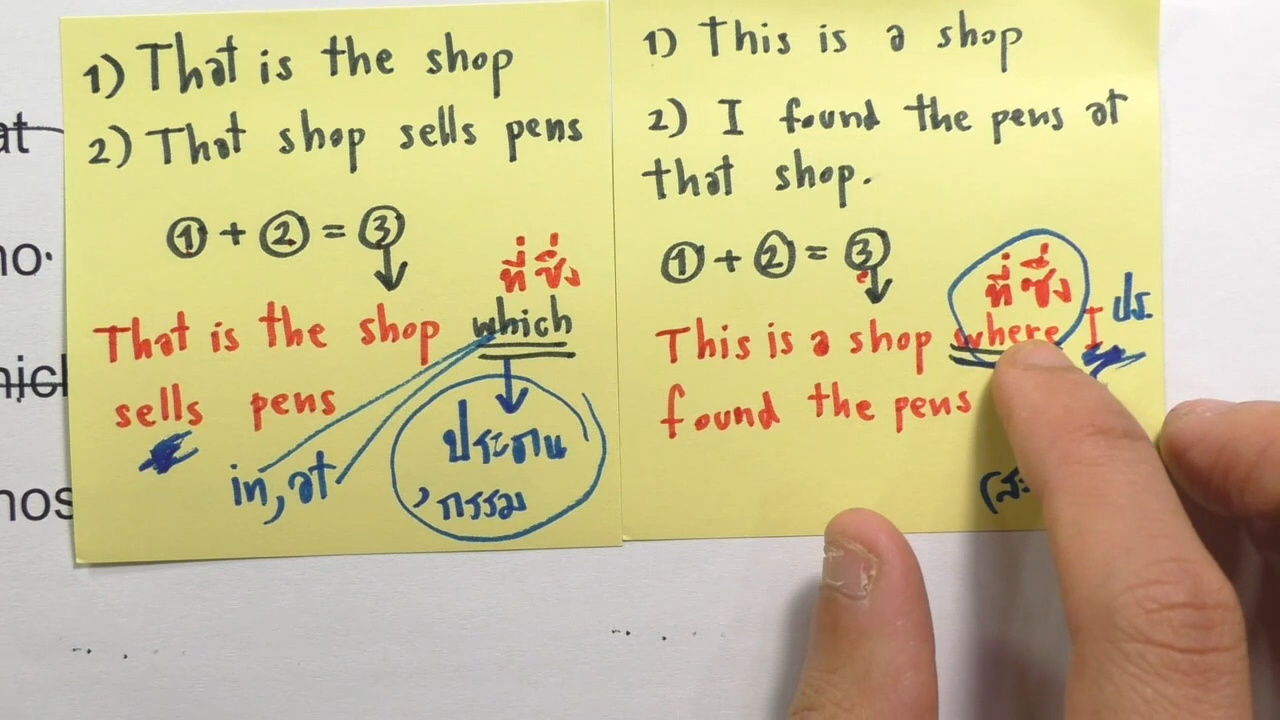 1) That is the shop
2) That shop sells pens
① + ② = ③
ที่ ซึ่ง
That is the shop which
sells pens
in, at
ประธาน
, กรรม
1) This is a shop
2) I found the pens at
that shop.
① + ② = ③
ที่ ซึ่ง
This is a shop where I ปร.
found the pens
(ส
at
no.
hich
hos